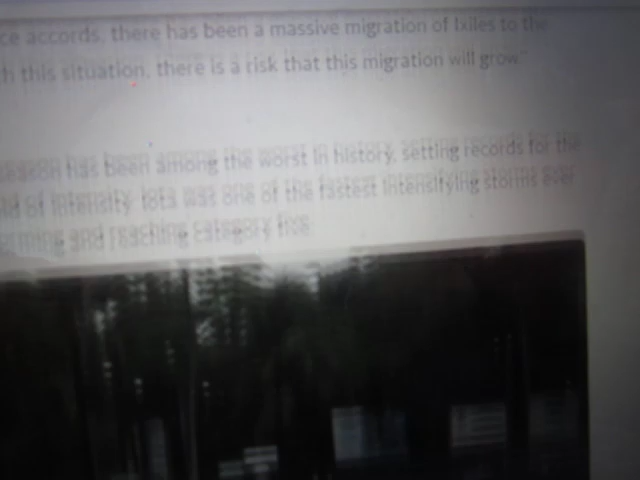 ce accords, there has been a massive migration of Ixiles to the
h this situation, there is a risk that this migration will grow."
season has been among the worst in history, setting records for the
of intensity. Iota was one of the fastest intensifying storms ever
rming and reaching category five